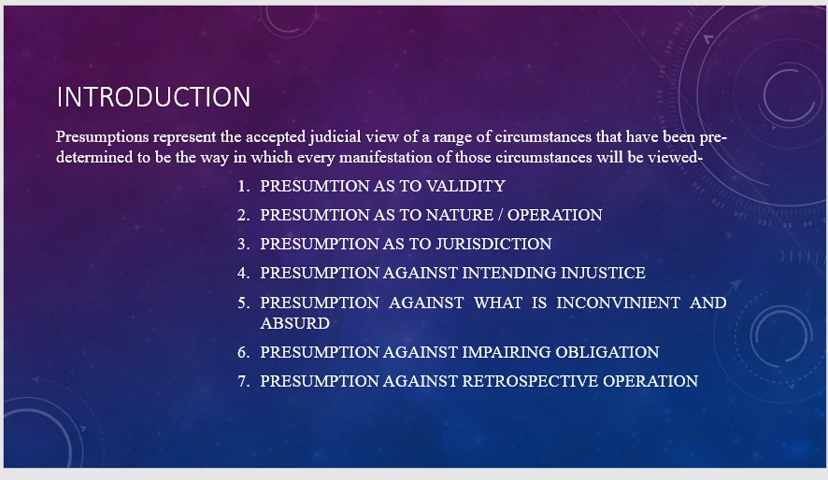 INTRODUCTION
Presumptions represent the accepted judicial view of a range of circumstances that have been pre-
determined to be the way in which every manifestation of those circumstances will be viewed-
1. PRESUMTION AS TO VALIDITY
2. PRESUMTION AS TO NATURE / OPERATION
3. PRESUMPTION AS TO JURISDICTION
4. PRESUMPTION AGAINST INTENDING INJUSTICE
5. PRESUMPTION AGAINST WHAT IS INCONVINIENT AND
ABSURD
6. PRESUMPTION AGAINST IMPAIRING OBLIGATION
7. PRESUMPTION AGAINST RETROSPECTIVE OPERATION